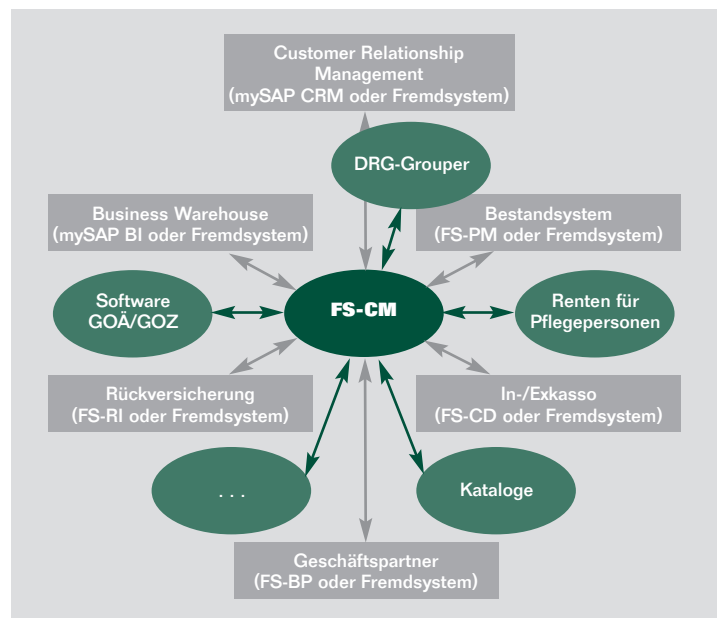 Customer Relationship
Management
(mySAP CRM oder Fremdsystem)
DRG-Grouper
Business Warehouse
(mySAP BI oder Fremdsystem)
Bestandsystem
(FS-PM oder Fremdsystem)
Software
GOÄ/GOZ
FS-CM
Renten für
Pflegepersonen
Rückversicherung
(FS-RI oder Fremdsystem)
In-/Exkasso
(FS-CD oder Fremdsystem)
. . .
Kataloge
Geschäftspartner
(FS-BP oder Fremdsystem)